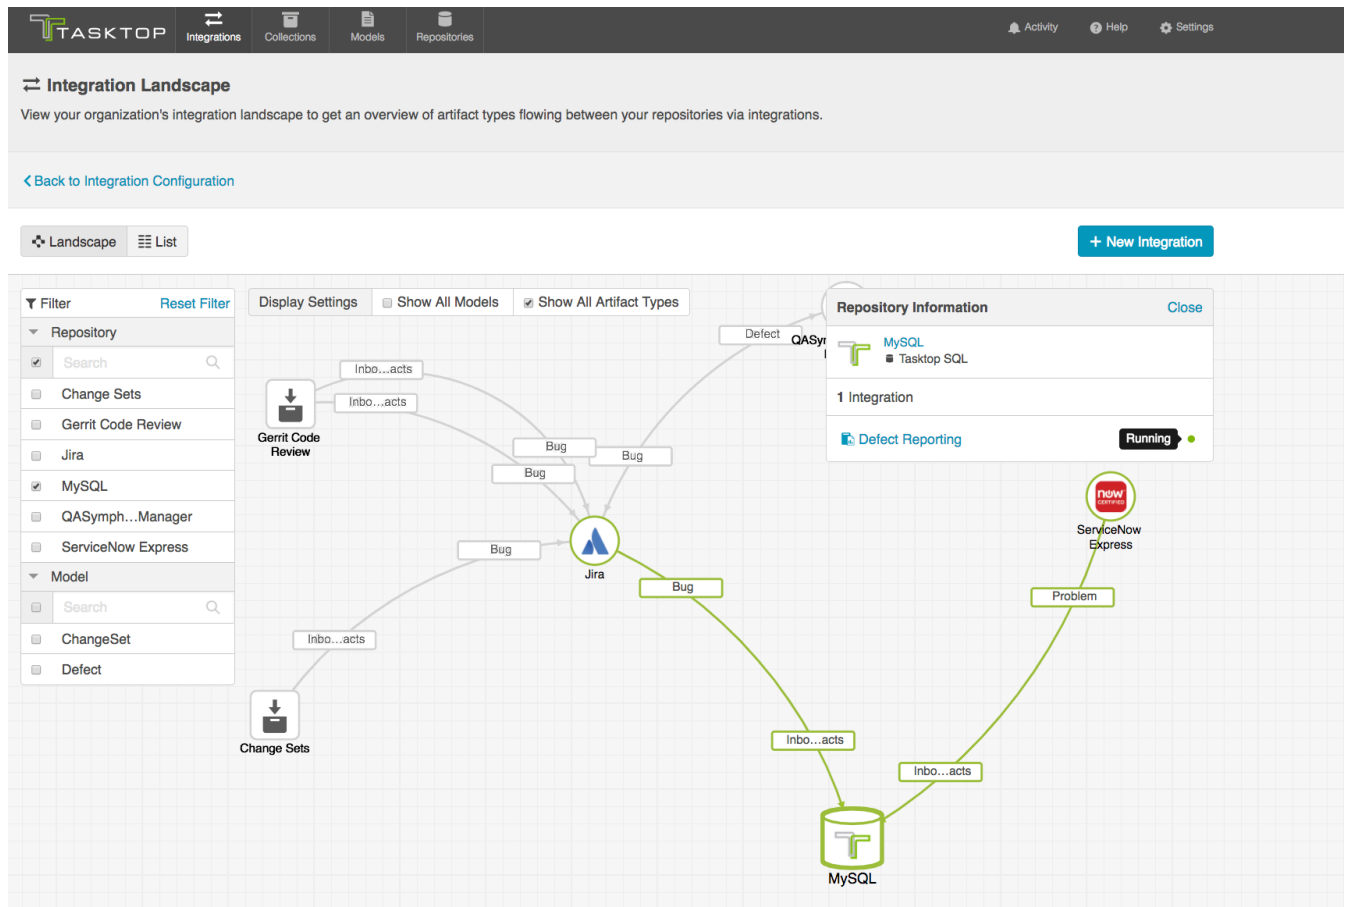 TASKTOP
Integrations
Collections
Models
Repositories
Activity
Help
Settings
Integration Landscape
View your organization's integration landscape to get an overview of artifact types flowing between your repositories via integrations.
Back to Integration Configuration
Landscape
List
+ New Integration
Filter
Reset Filter
Repository
Search
Change Sets
Gerrit Code Review
Jira
MySQL
QASymph...Manager
ServiceNow Express
Model
Search
ChangeSet
Defect
Display Settings
Show All Models
Show All Artifact Types
Defect
QASy
Repository Information
Close
MySQL
Tasktop SQL
1 Integration
Defect Reporting
Running
Inbo...acts
Inbo...acts
Gerrit Code
Review
Bug
Bug
Bug
now
CERTIFIED
ServiceNow
Express
Bug
Jira
Bug
Problem
Inbo...acts
Change Sets
Inbo...acts
Inbo...acts
MySQL